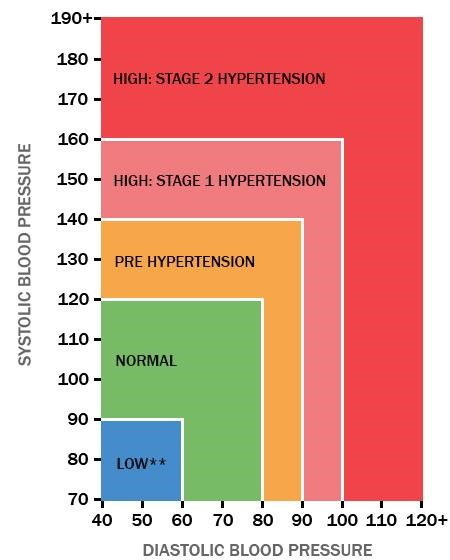 190+
180
170
160
150
140
130
120
110
100
90
80
70
SYSTOLIC BLOOD PRESSURE
HIGH: STAGE 2 HYPERTENSION
HIGH: STAGE 1 HYPERTENSION
PRE HYPERTENSION
NORMAL
LOW**
40 50 60 70 80 90 100 110 120+
DIASTOLIC BLOOD PRESSURE